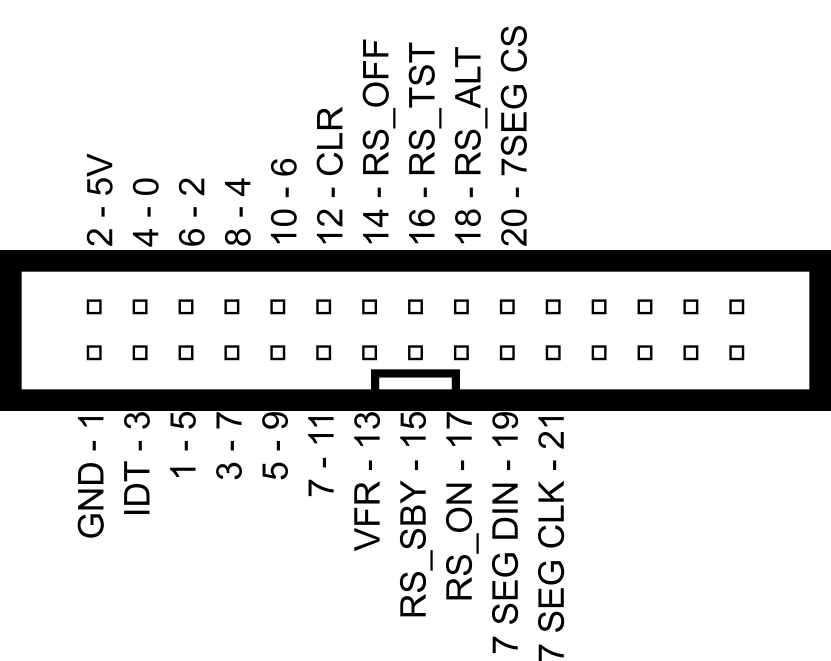 2 - 5V
4 - 0
6 - 2
8 - 4
10 - 6
12 - CLR
14 - RS_OFF
16 - RS_TST
18 - RS_ALT
20 - 7SEG CS
GND - 1
IDT - 3
1 - 5
3 - 7
5 - 9
7 - 11
VFR - 13
RS_SBY - 15
RS_ON - 17
7 SEG DIN - 19
7 SEG CLK - 21